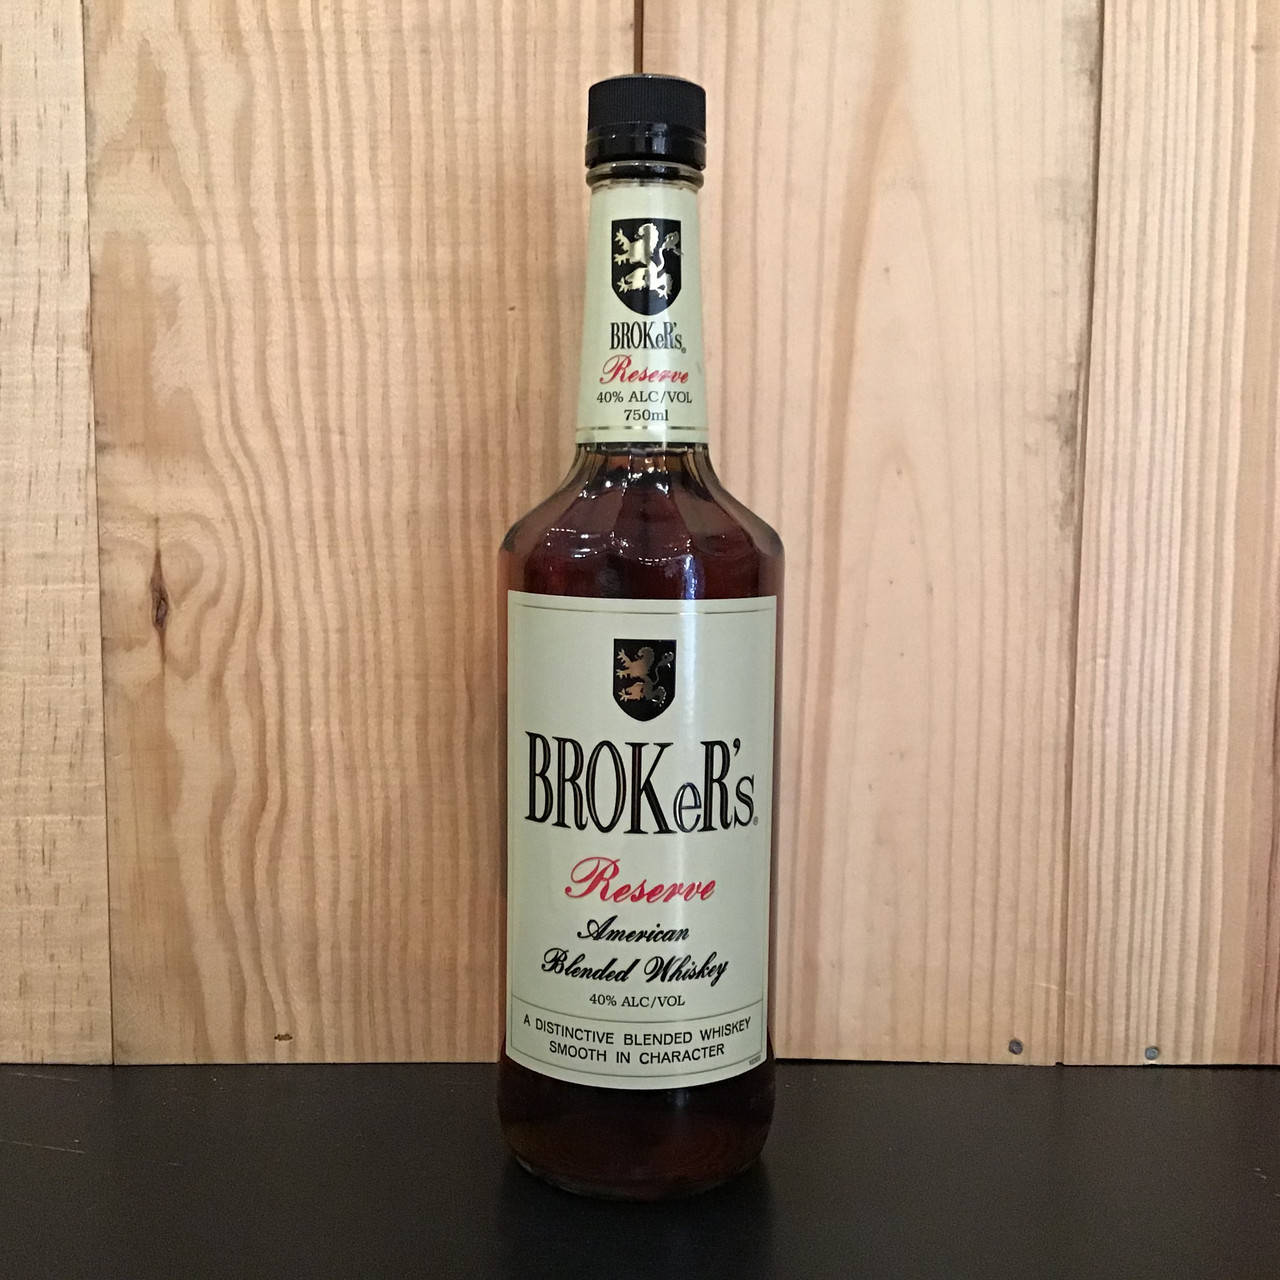 BROKeR's®
Reserve
40% ALC/VOL
750ml
BROKeR's®
Reserve
American
Blended Whiskey
40% ALC/VOL
A DISTINCTIVE BLENDED WHISKEY
SMOOTH IN CHARACTER